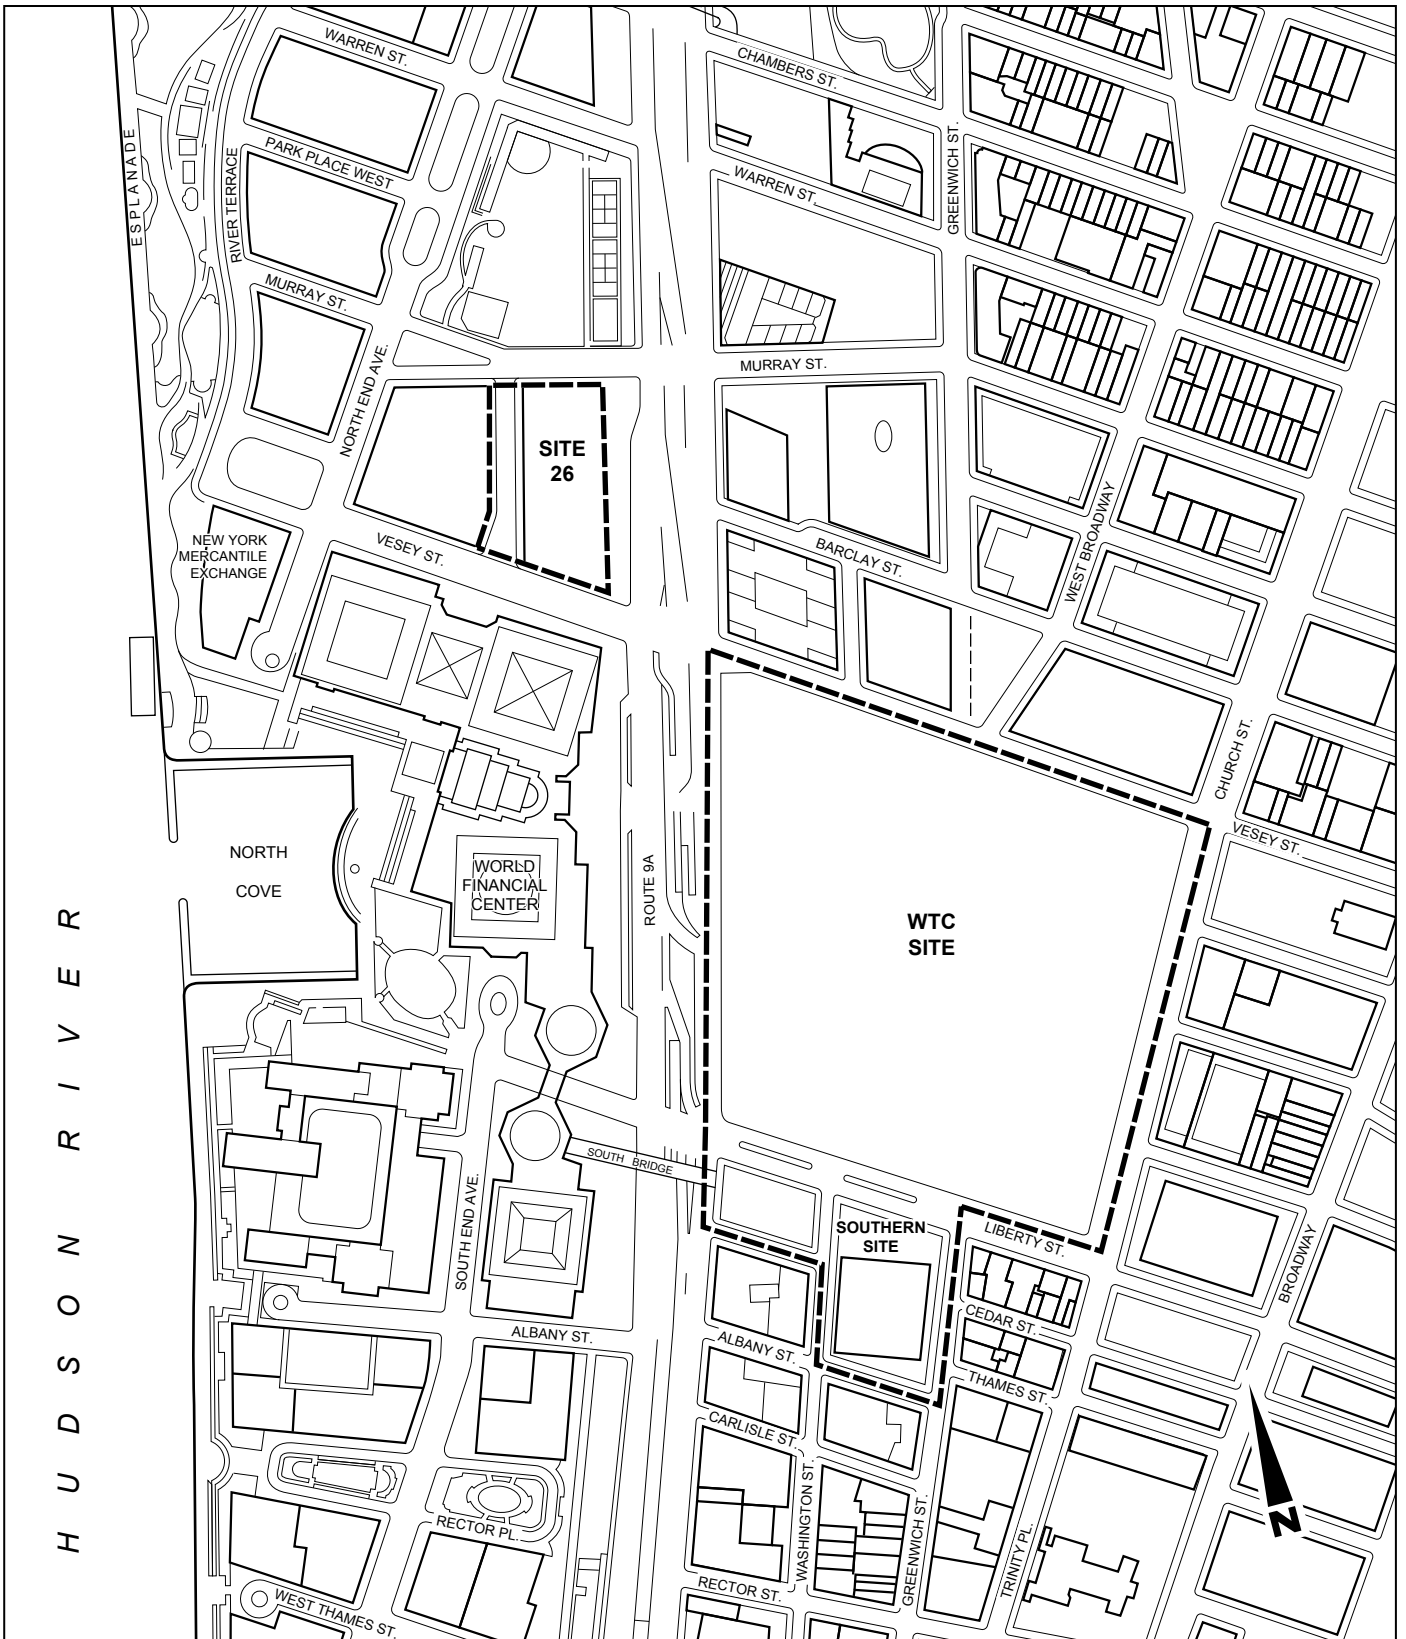 WARREN ST.
CHAMBERS ST.
PARK PLACE WEST
ESPLANADE
RIVER TERRACE
GREENWICH ST.
WARREN ST.
MURRAY ST.
NORTH END AVE.
MURRAY ST.
SITE
26
NEW YORK
MERCANTILE
EXCHANGE
VESEY ST.
BARCLAY ST.
WEST BROADWAY
CHURCH ST.
VESEY ST.
NORTH
COVE
WORLD
FINANCIAL
CENTER
ROUTE 9A
WTC
SITE
HUDSON RIVER
SOUTH BRIDGE
SOUTH END AVE.
SOUTHERN
SITE
LIBERTY ST.
BROADWAY
CEDAR ST.
ALBANY ST.
ALBANY ST.
THAMES ST.
CARLISLE ST.
WASHINGTON ST.
GREENWICH ST.
TRINITY PL.
RECTOR PL.
RECTOR ST.
WEST THAMES ST.
N